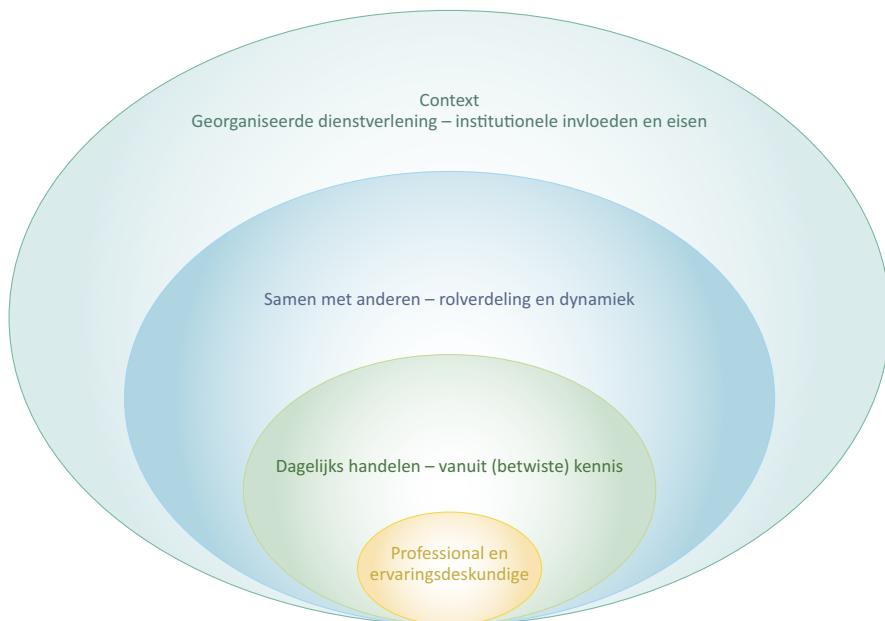 Context
Georganiseerde dienstverlening – institutionele invloeden en eisen
Samen met anderen – rolverdeling en dynamiek
Dagelijks handelen – vanuit (betwiste) kennis
Professional en
ervaringsdeskundige